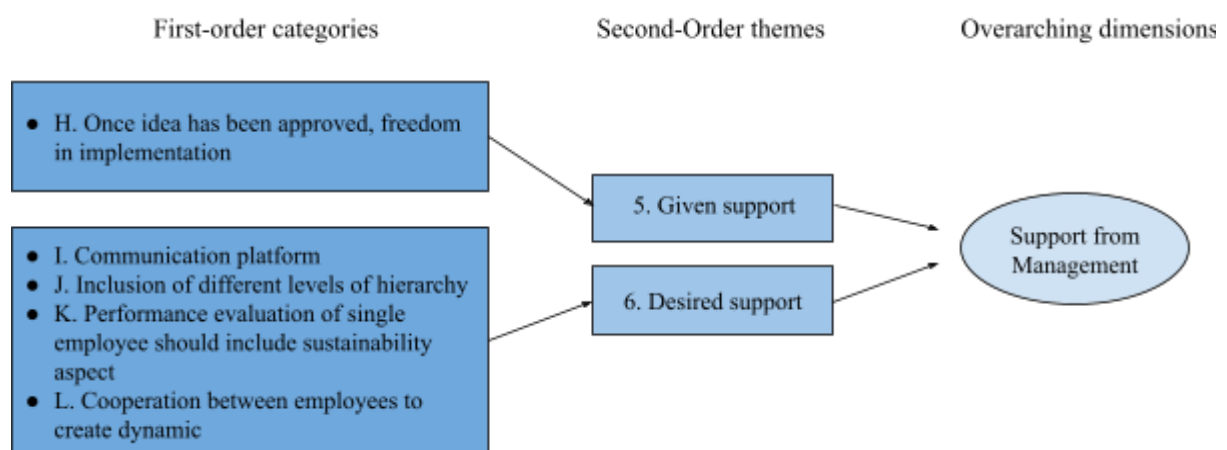 First-order categories
Second-Order themes
Overarching dimensions
● H. Once idea has been approved, freedom
in implementation
● I. Communication platform
● J. Inclusion of different levels of hierarchy
● K. Performance evaluation of single
employee should include sustainability
aspect
● L. Cooperation between employees to
create dynamic
5. Given support
6. Desired support
Support from
Management